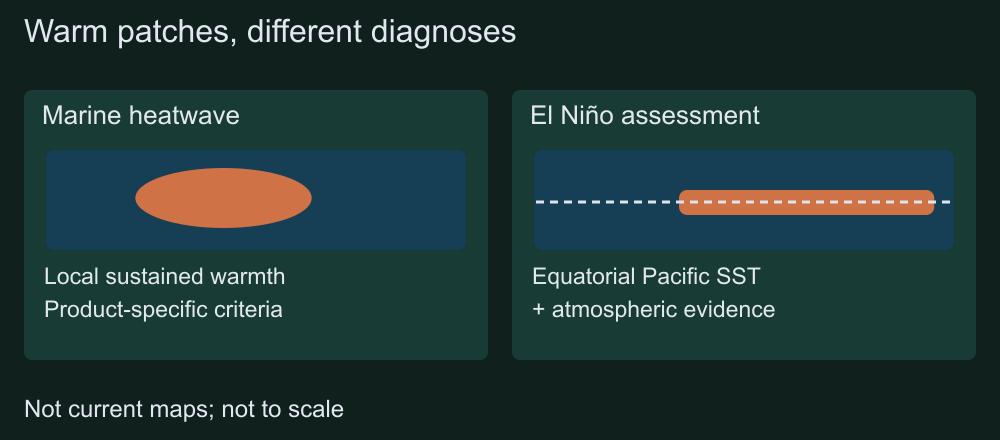 Warm patches, different diagnoses
Marine heatwave
Local sustained warmth
Product-specific criteria
El Niño assessment
Equatorial Pacific SST
+ atmospheric evidence
Not current maps; not to scale